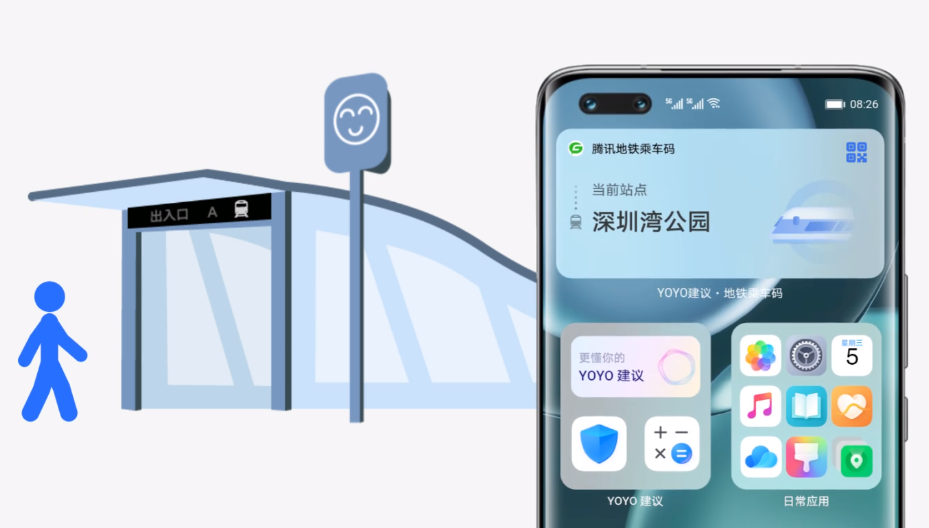 出入口 A
5G 5G 08:26
腾讯地铁乘车码
当前站点
深圳湾公园
YOYO建议·地铁乘车码
更懂你的
YOYO 建议
星期三
5
YOYO 建议
日常应用